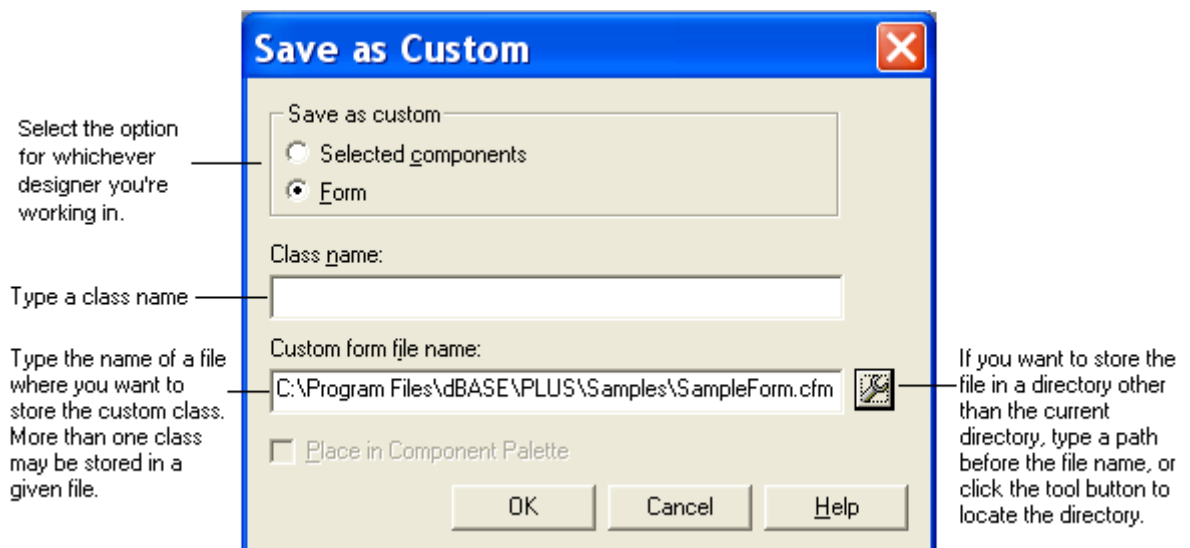 Save as Custom
Select the option
for whichever
designer you're
working in.
Save as custom
Selected components
Form
Class name:
Type a class name
Type the name of a file
where you want to
store the custom class.
More than one class
may be stored in a
given file.
Custom form file name:
C:\Program Files\dBASE\PLUS\Samples\SampleForm.cfm
Place in Component Palette
OK Cancel Help
If you want to store the
file in a directory other
than the current
directory, type a path
before the file name, or
click the tool button to
locate the directory.